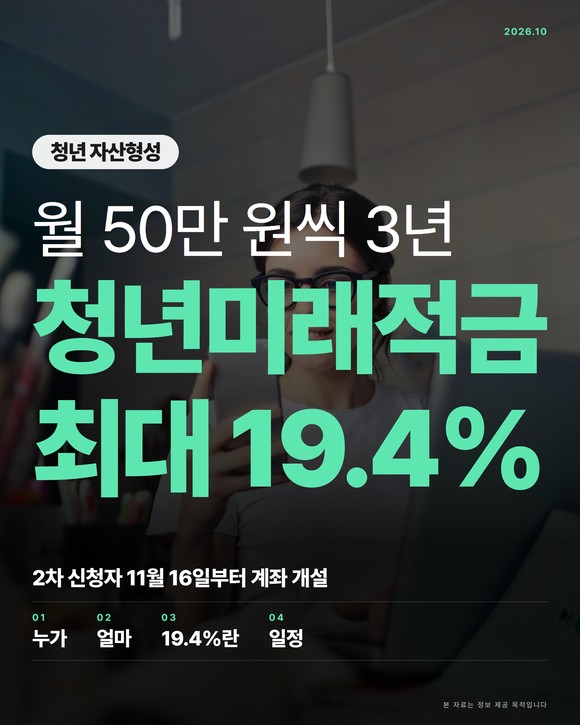 2026.10
청년 자산형성
월 50만 원씩 3년
청년미래적금
최대 19.4%
2차 신청자 11월 16일부터 계좌 개설
01 02 03 04
누가 얼마 19.4%란 일정
본 자료는 정보 제공 목적입니다